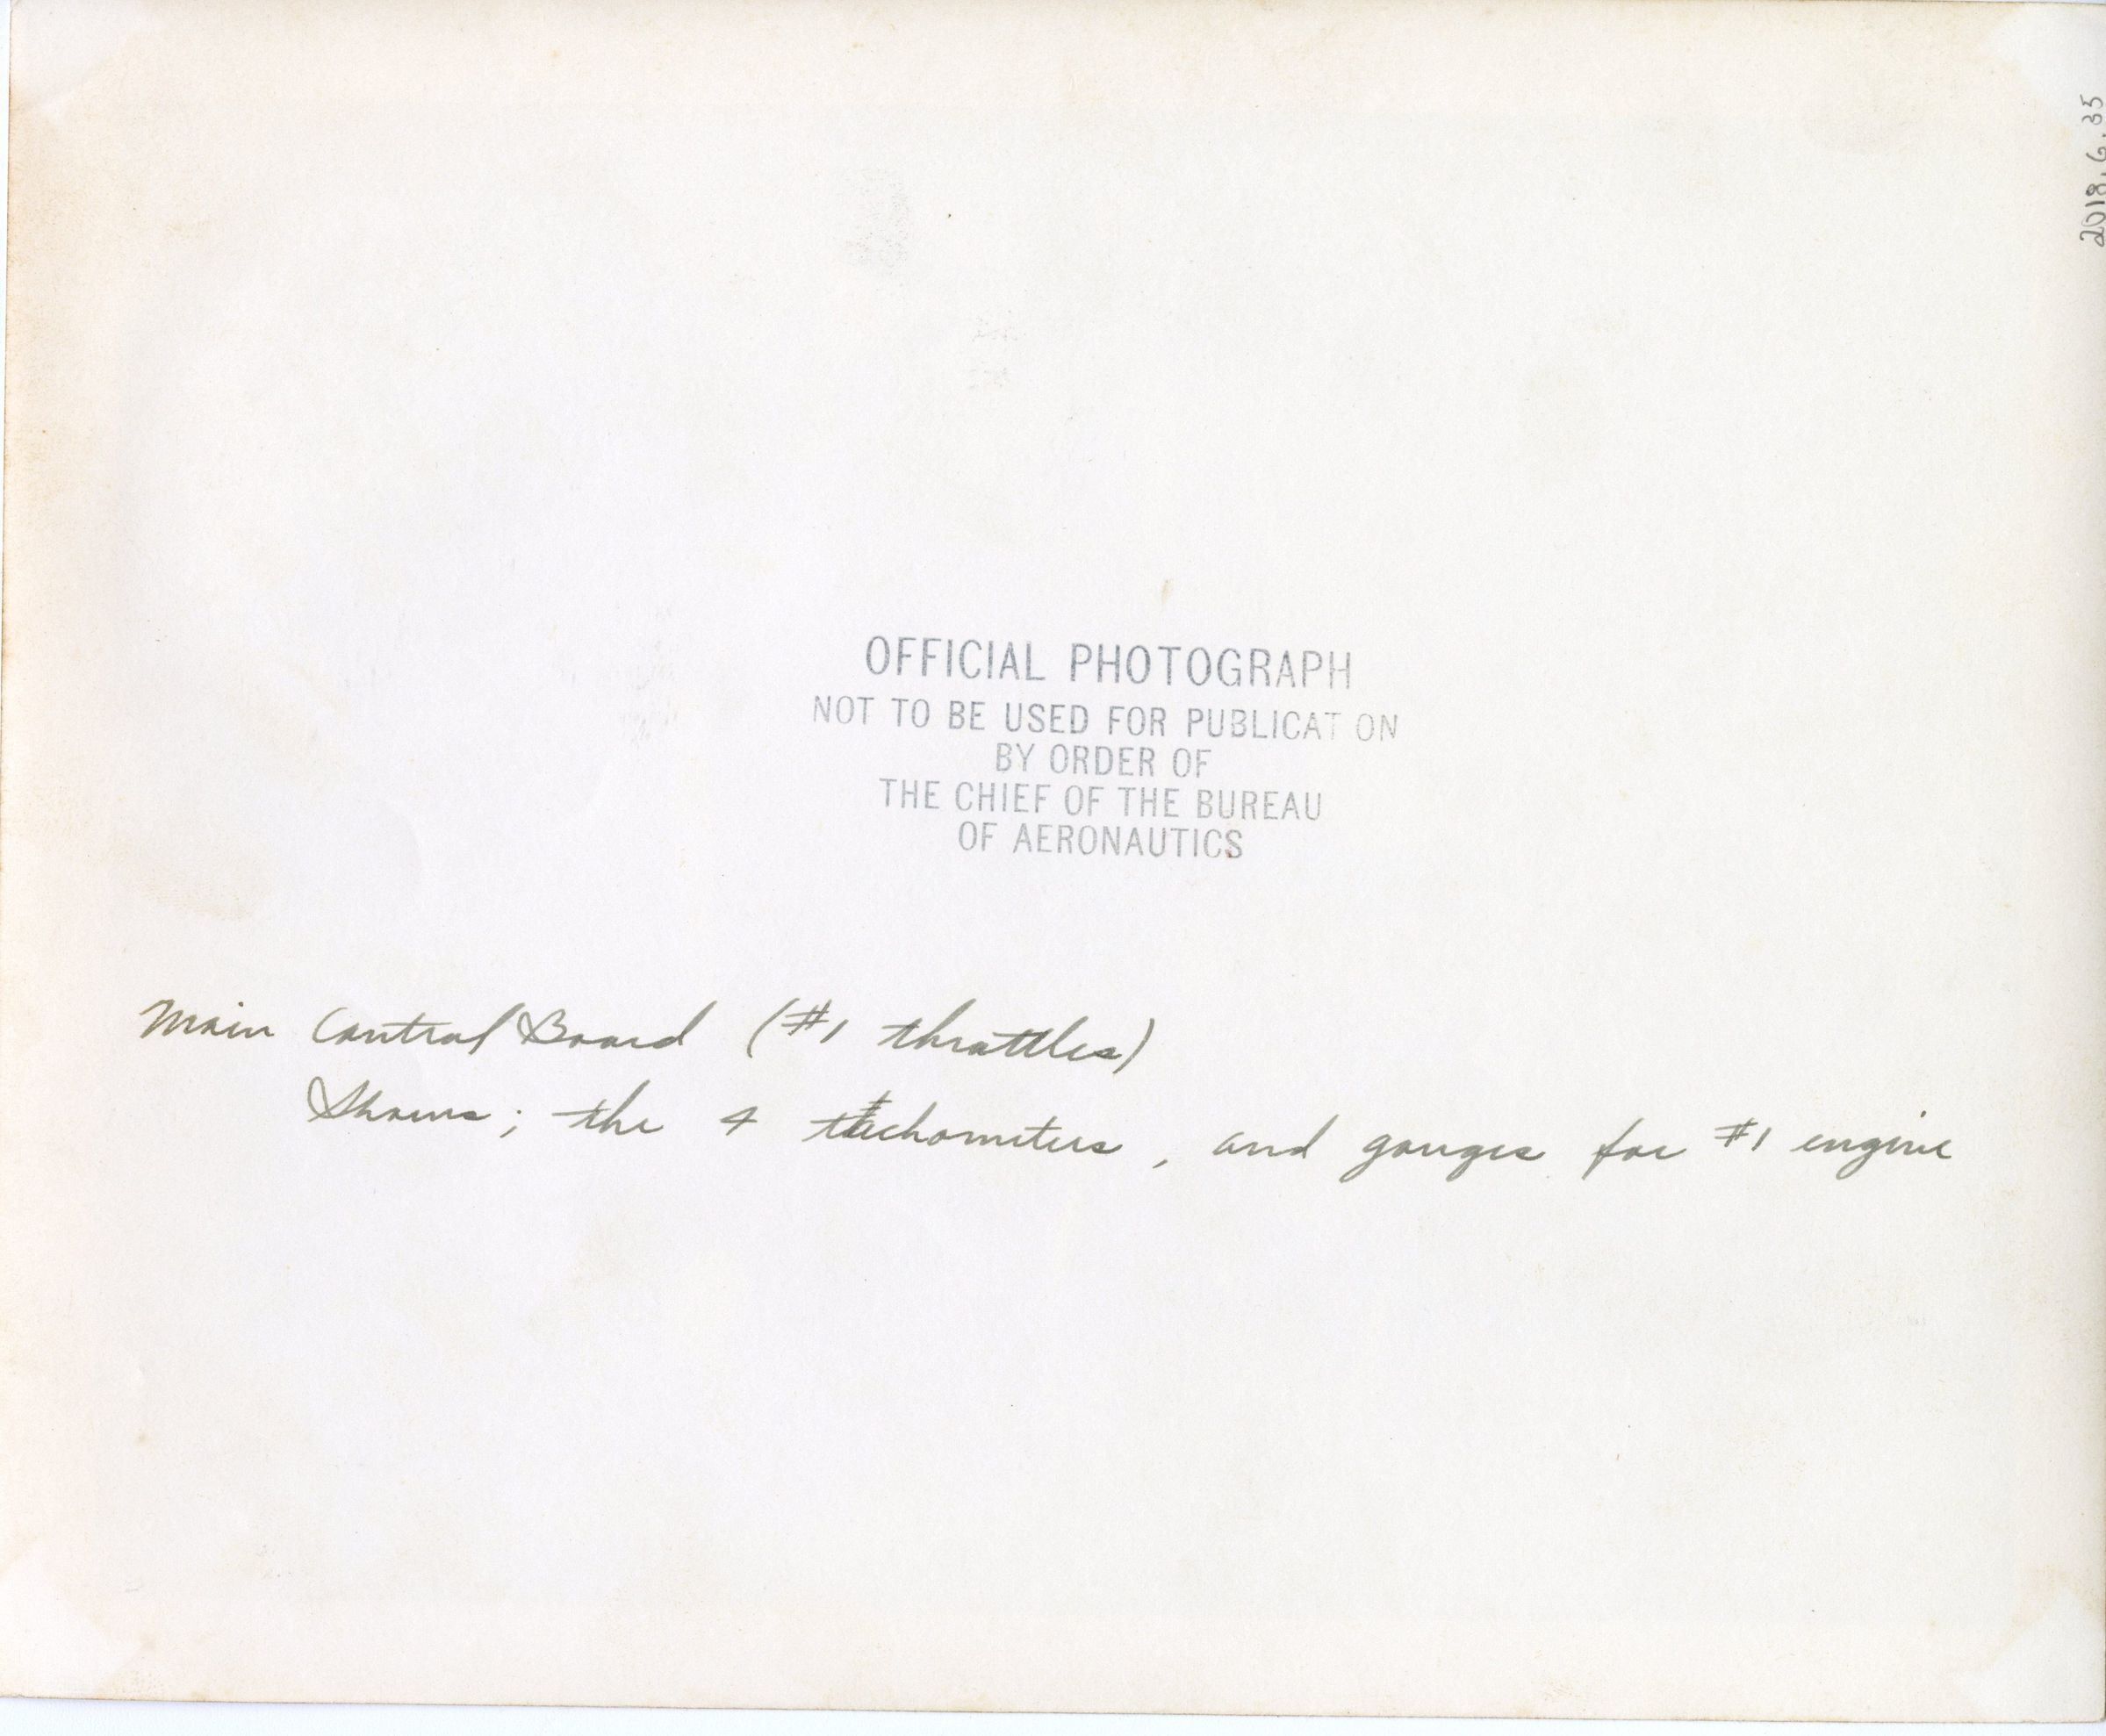 2018.6.35
OFFICIAL PHOTOGRAPH
NOT TO BE USED FOR PUBLICAT ON
BY ORDER OF
THE CHIEF OF THE BUREAU
OF AERONAUTICS
Main Control Board (#1 throttles)
Shows; the 4 tachometers, and gauges for #1 engine